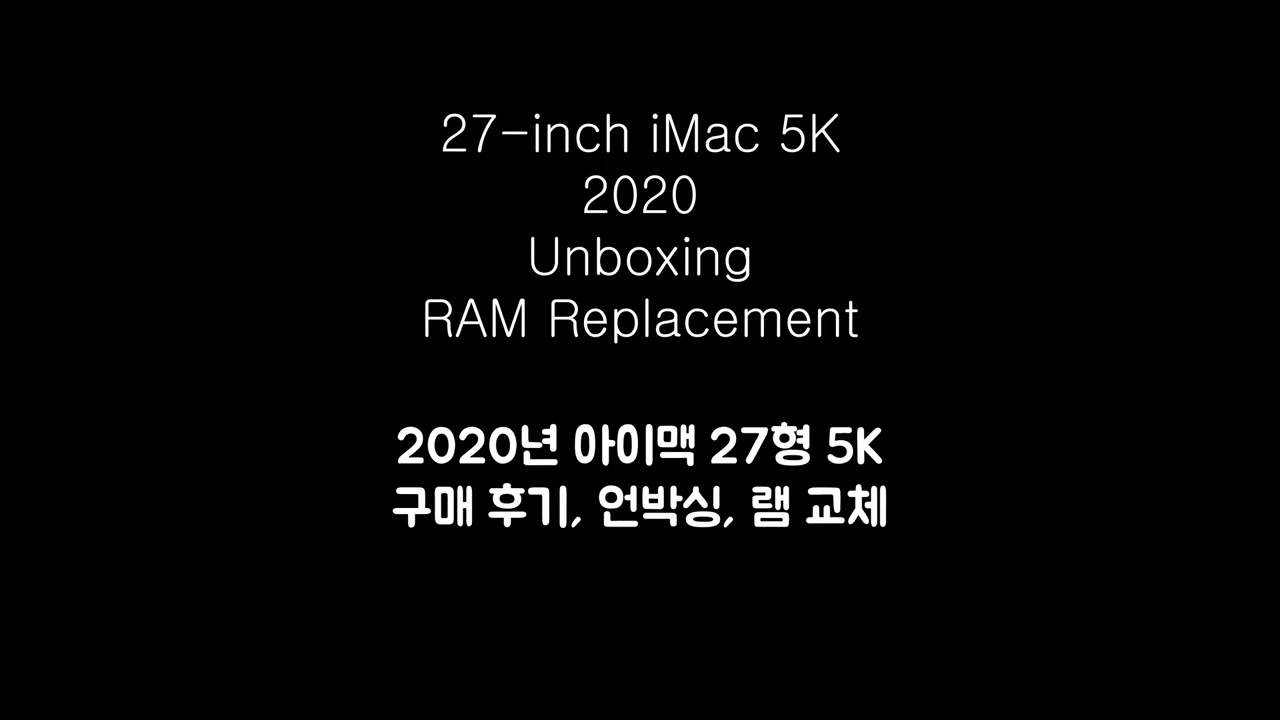 27-inch iMac 5K
2020
Unboxing
RAM Replacement
2020년 아이맥 27형 5K
구매 후기, 언박싱, 램 교체